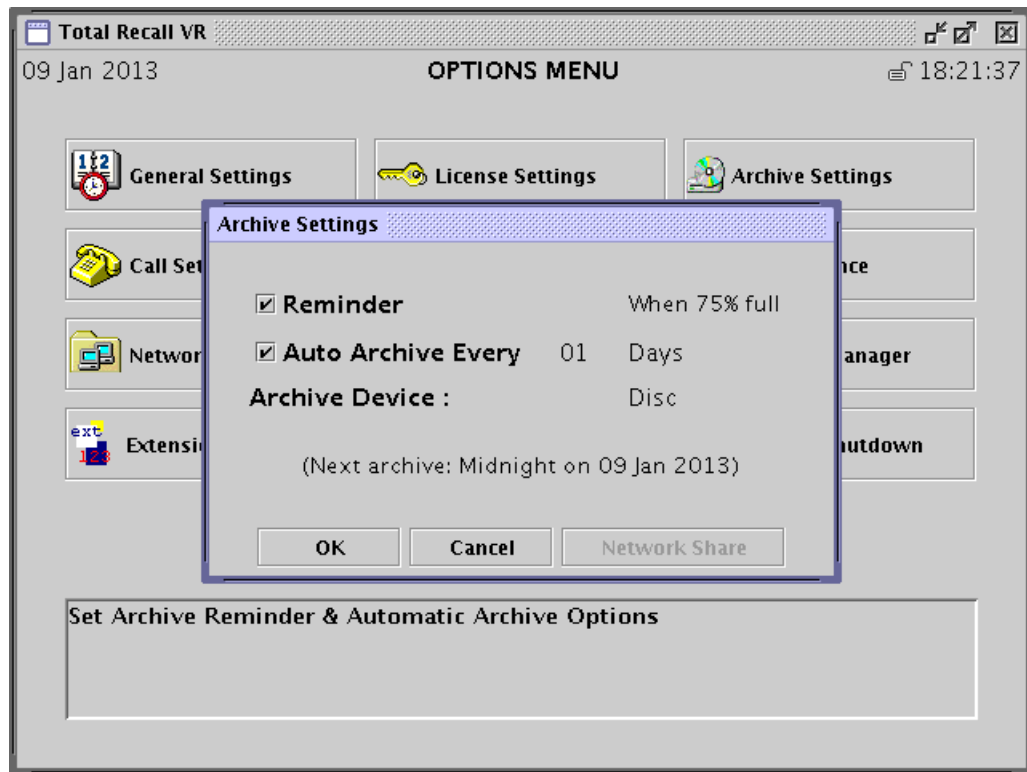 Total Recall VR
09 Jan 2013 OPTIONS MENU 18:21:37
General Settings License Settings Archive Settings
Archive Settings
Call Set nce
Reminder When 75% full
Auto Archive Every 01 Days
Networ anager
Archive Device : Disc
ext
123
Extensi utdown
(Next archive: Midnight on 09 Jan 2013)
OK Cancel Network Share
Set Archive Reminder & Automatic Archive Options